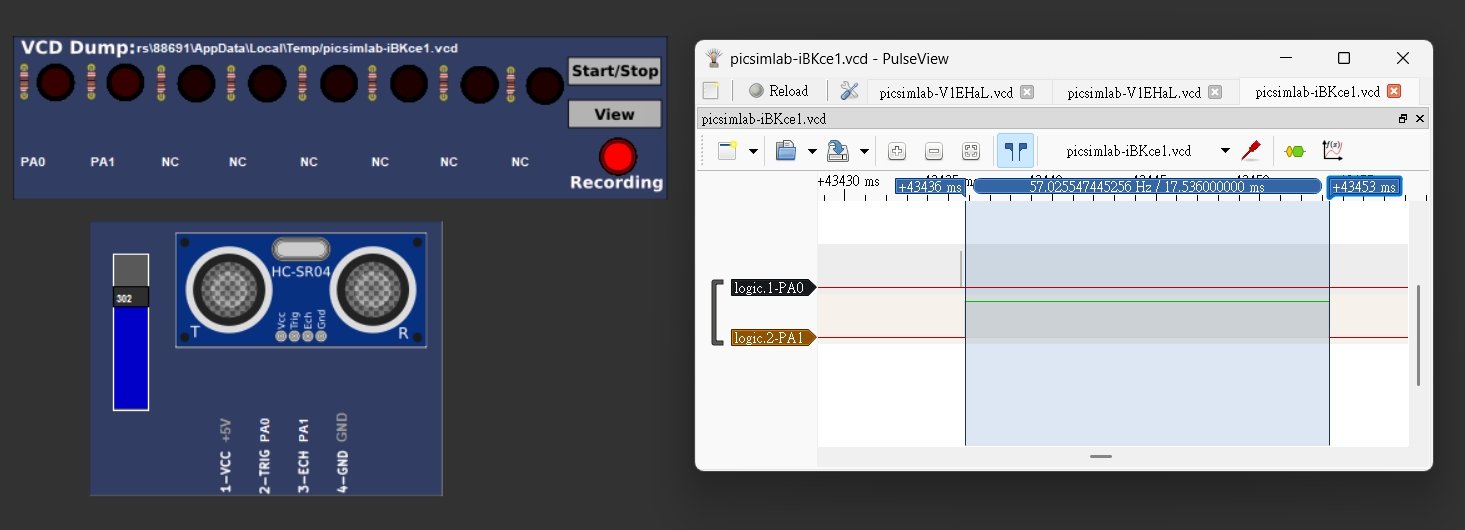 VCD Dump:rs\88691\AppData\Local\Temp/picsimlab-iBKce1.vcd
Start/Stop
View
PA0 PA1 NC NC NC NC NC NC
Recording
302
HC-SR04
Vcc
Trig
Ech
Gnd
T R
1-VCC +5V
2-TRIG PA0
3-ECH PA1
4-GND GND
picsimlab-iBKce1.vcd - PulseView
Reload picsimlab-V1EHaL.vcd picsimlab-V1EHaL.vcd picsimlab-iBKce1.vcd
picsimlab-iBKce1.vcd
picsimlab-iBKce1.vcd f(x)
+43430 ms +43436 ms 57.025547445256 Hz / 17.536000000 ms +43453 ms
logic.1-PA0
logic.2-PA1